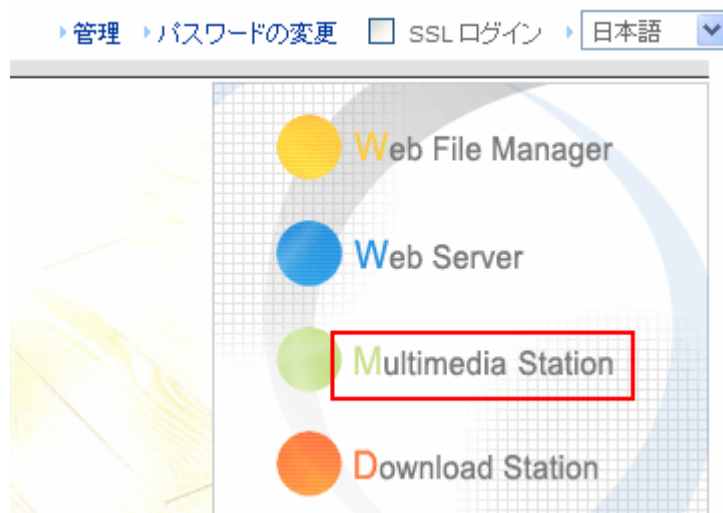 管理 パスワードの変更 SSL ログイン 日本語
Web File Manager
Web Server
Multimedia Station
Download Station